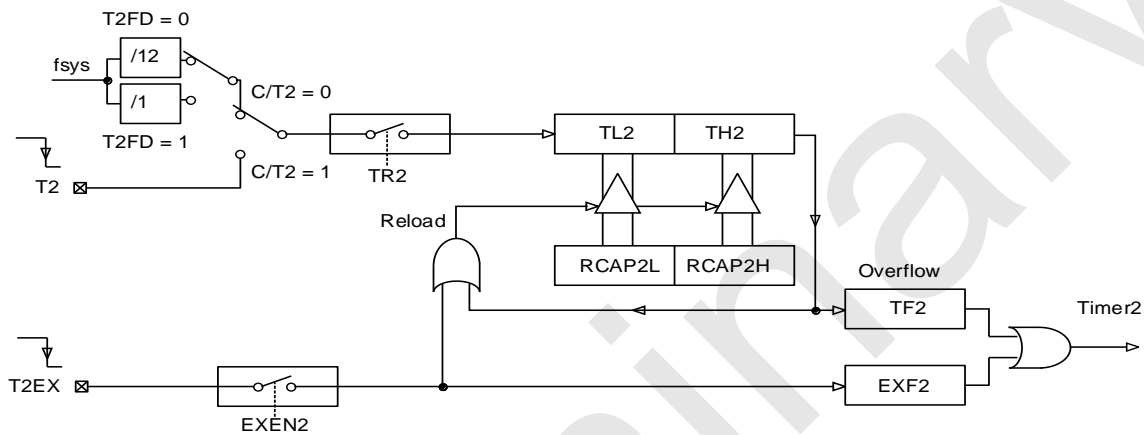 T2FD = 0
/12
fsys
C/T2 = 0
/1
T2FD = 1
TL2
TH2
T2
C/T2 = 1
TR2
Reload
RCAP2L
RCAP2H
Overflow
TF2
Timer2
T2EX
EXF2
EXEN2